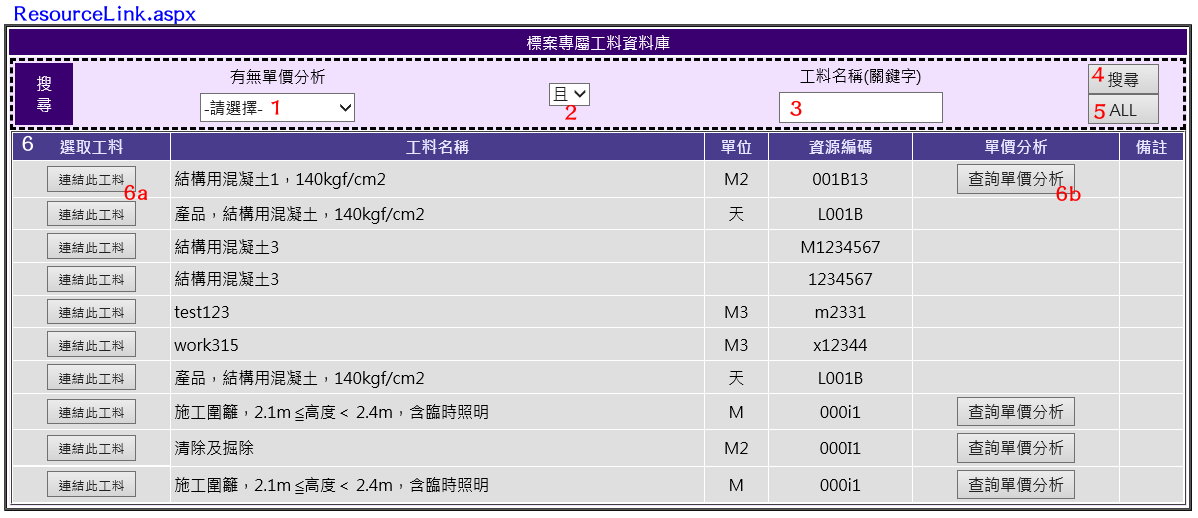 ResourceLink.aspx
標案專屬工料資料庫
搜尋
有無單價分析
-請選擇- 1
且
2
工料名稱(關鍵字)
3
4 搜尋
5 ALL
6 選取工料 工料名稱 單位 資源編碼 單價分析 備註
連結此工料 6a 結構用混凝土1，140kgf/cm2 M2 001B13 查詢單價分析 6b
連結此工料 產品，結構用混凝土，140kgf/cm2 天 L001B
連結此工料 結構用混凝土3 M1234567
連結此工料 結構用混凝土3 1234567
連結此工料 test123 M3 m2331
連結此工料 work315 M3 x12344
連結此工料 產品，結構用混凝土，140kgf/cm2 天 L001B
連結此工料 施工圍籬，2.1m ≦高度< 2.4m，含臨時照明 M 000i1 查詢單價分析
連結此工料 清除及掘除 M2 000I1 查詢單價分析
連結此工料 施工圍籬，2.1m ≦高度< 2.4m，含臨時照明 M 000i1 查詢單價分析